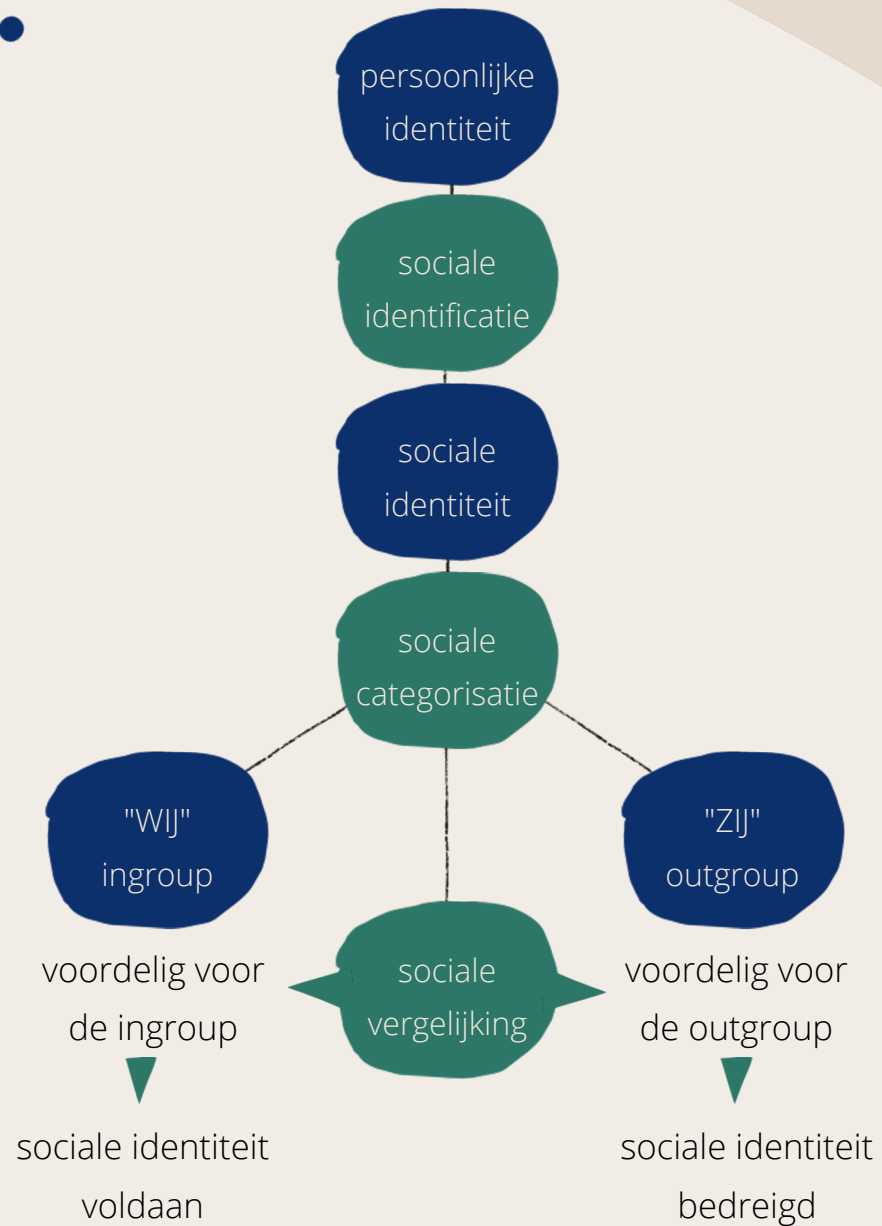 persoonlijke
identiteit
sociale
identificatie
sociale
identiteit
sociale
categorisatie
"WIJ"
ingroup
"ZIJ"
outgroup
sociale
vergelijking
voordelig voor
de ingroup
voordelig voor
de outgroup
sociale identiteit
voldaan
sociale identiteit
bedreigd